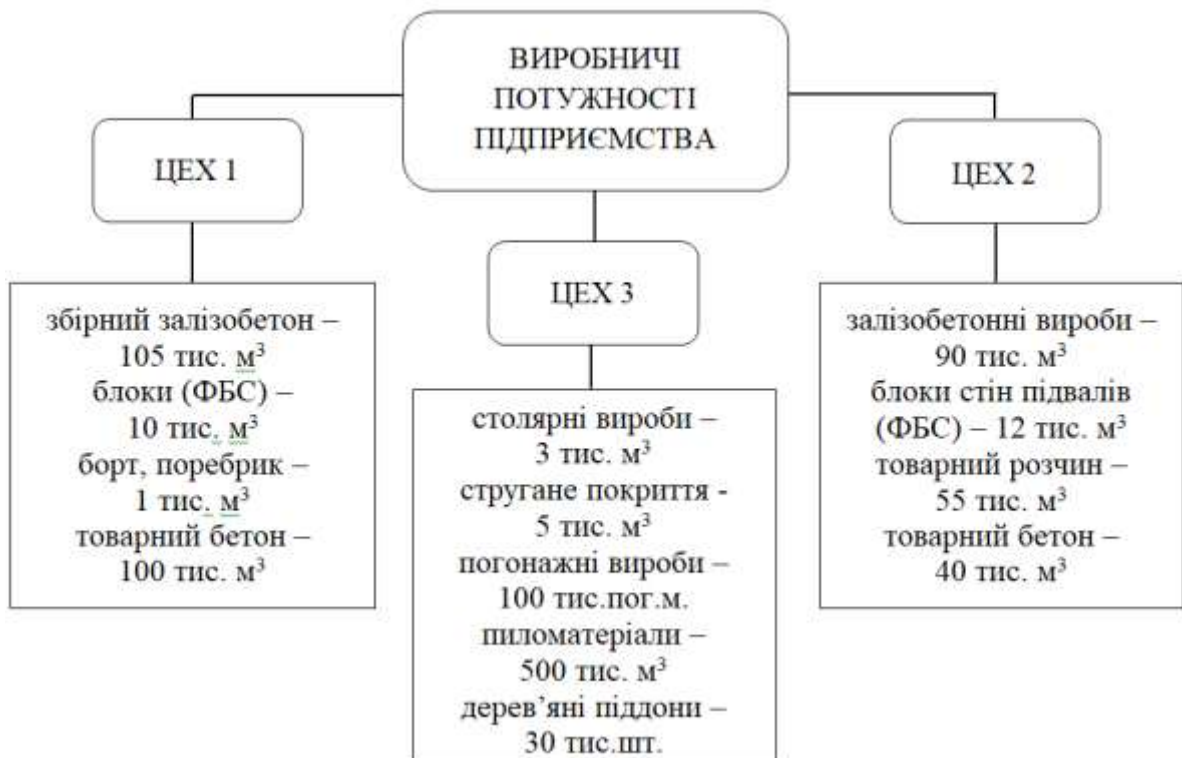 ВИРОБНИЧІ
ПОТУЖНОСТІ
ПІДПРИЄМСТВА
ЦЕХ 1
збірний залізобетон –
105 тис. м³
блоки (ФБС) –
10 тис. м³
борт, поребрик –
1 тис. м³
товарний бетон –
100 тис. м³
ЦЕХ 3
столярні вироби –
3 тис. м³
стругане покриття -
5 тис. м³
погонажні вироби –
100 тис.пог.м.
пиломатеріали –
500 тис. м³
дерев’яні піддони –
30 тис.шт.
ЦЕХ 2
залізобетонні вироби –
90 тис. м³
блоки стін підвалів
(ФБС) – 12 тис. м³
товарний розчин –
55 тис. м³
товарний бетон –
40 тис. м³